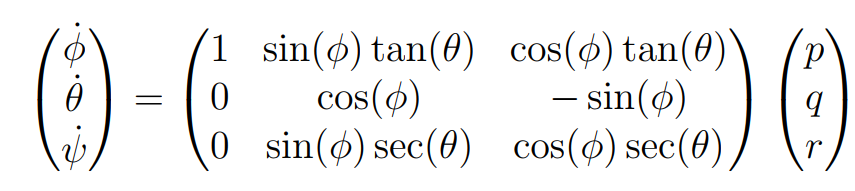 φ̇ = 1 sin(φ) tan(θ) cos(φ) tan(θ) p
θ̇ = 0 cos(φ) − sin(φ) q
ψ̇ = 0 sin(φ) sec(θ) cos(φ) sec(θ) r